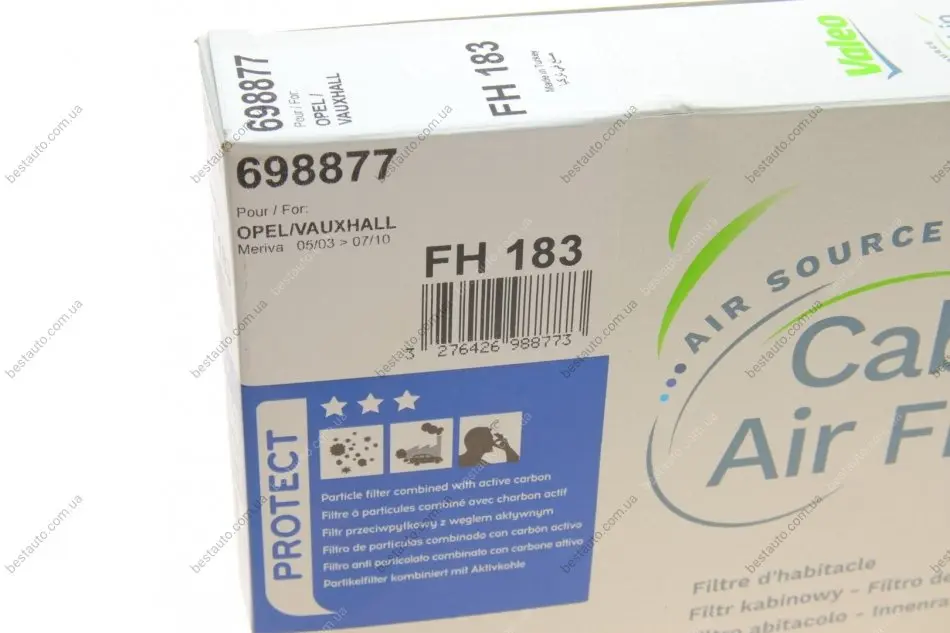 698877
Pour / For:
OPEL /
VAUXHALL
FH 183
Made in Turkey
Valeo
698877
Pour / For:
OPEL/VAUXHALL
Meriva 05/03 > 07/10
FH 183
3 276426 988773
AIR SOURCE
Cab
Air Fi
PROTECT
Particle filter combined with active carbon
Filtre à particules combiné avec charbon actif
Filtr przeciwpyłkowy z węglem aktywnym
Filtro de partículas combinado con carbón activo
Filtro anti particolato combinato con carbone attivo
Partikelfilter kombiniert mit Aktivkohle
Filtre d'habitacle
Filtr kabinowy - Filtro de
abitacolo - Innenra
bestauto.com.ua